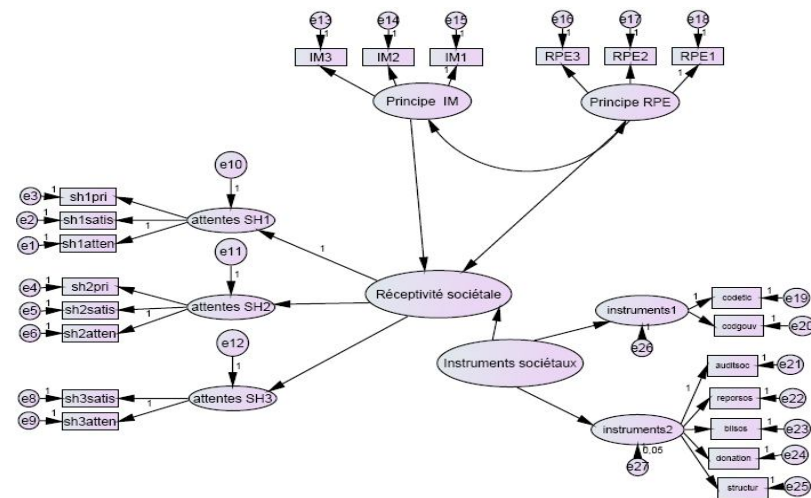 e13 e14 e15 e16 e17 e18
1 1 1 1 1 1
IM3 IM2 IM1 RPE3 RPE2 RPE1
1 1
Principe IM Principe RPE
e10
1
e3 1 sh1pri
e2 1 sh1satis
e1 1 sh1atten
1
attentes SH1
1
e11
1
e4 1 sh2pri
e5 1 sh2satis
e6 1 sh2atten
1
attentes SH2
e12
1
e8 1 sh3satis
e9 1 sh3atten
1
attentes SH3
Réceptivité sociétale
Instruments sociétaux
instruments1
1
1
e26
codetic 1 e19
codgouv 1 e20
instruments2
1
0,05
e27
auditsoc 1 e21
reporsos 1 e22
bilsos 1 e23
donation 1 e24
structur 1 e25